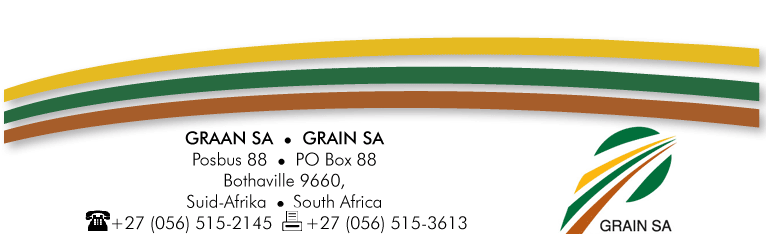 GRAAN SA • GRAIN SA
Posbus 88 • PO Box 88
Bothaville 9660,
Suid-Afrika • South Africa
+27 (056) 515-2145 +27 (056) 515-3613
GRAIN SA